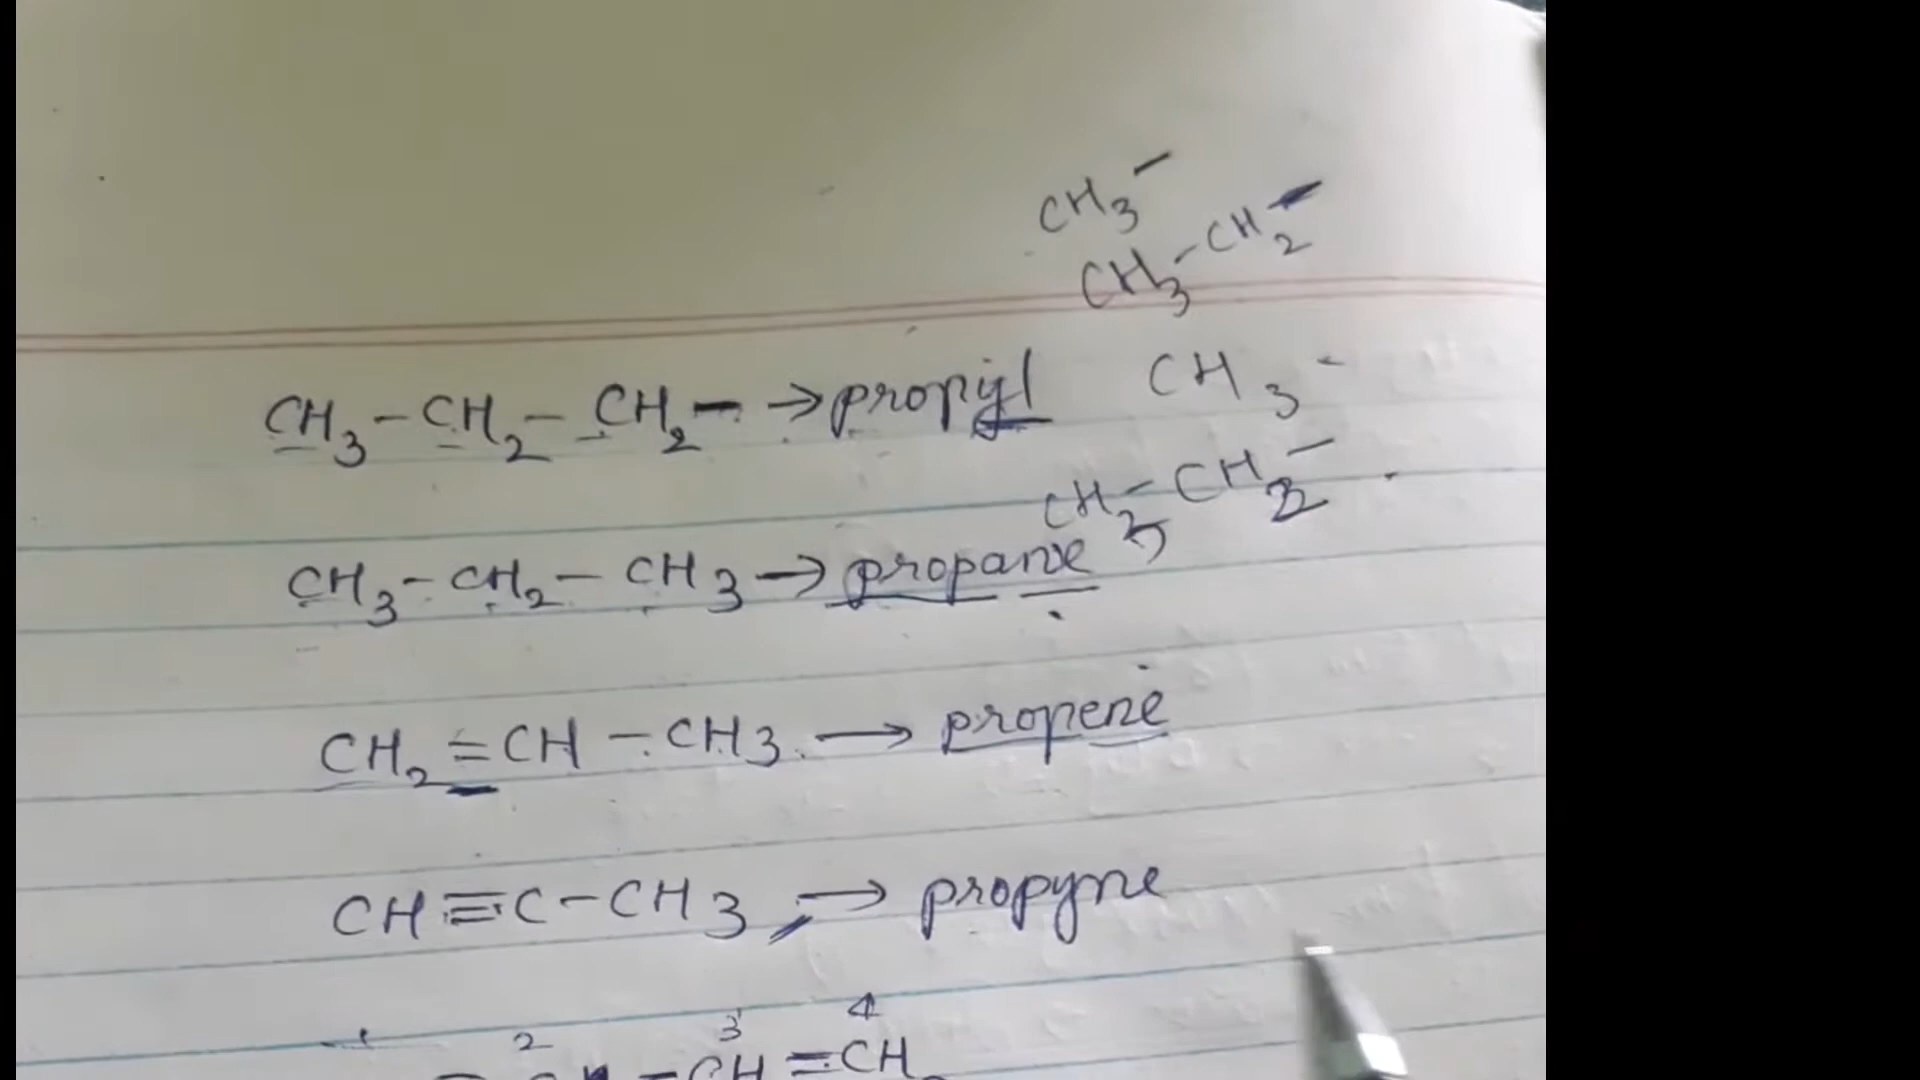 CH3-
CH3-CH2-
CH3-CH2-CH2- → propyl
CH3-
CH3-CH2-
CH3-CH2-CH3 → propane
CH2=CH-CH3 → propene
CH≡C-CH3 → propyne
1 2 3 4
-CH=CH